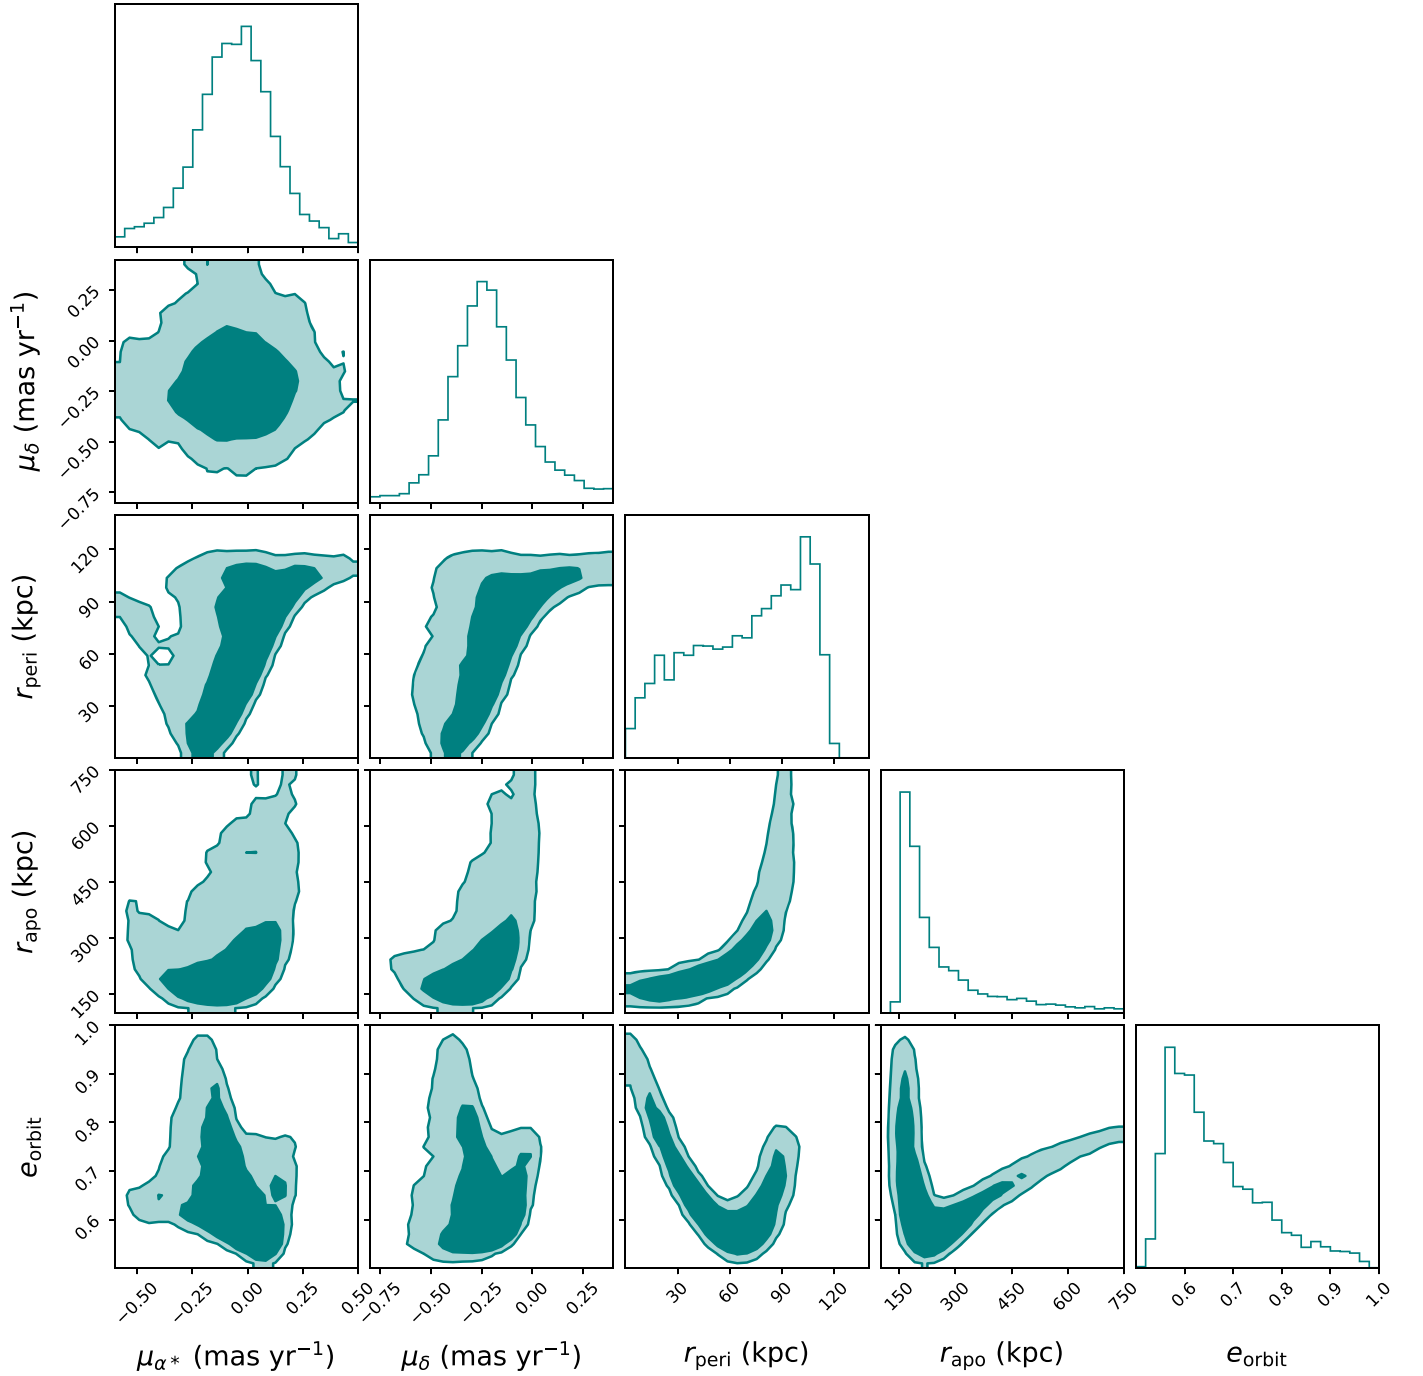 μδ (mas yr−1)
0.25
0.00
−0.25
−0.50
−0.75
rperi (kpc)
120
90
60
30
rapo (kpc)
750
600
450
300
150
eorbit
1.0
0.9
0.8
0.7
0.6
−0.50 −0.25 0.00 0.25 0.50
−0.75 −0.50 −0.25 0.00 0.25
30 60 90 120
150 300 450 600 750
0.6 0.7 0.8 0.9 1.0
μα* (mas yr−1)
μδ (mas yr−1)
rperi (kpc)
rapo (kpc)
eorbit